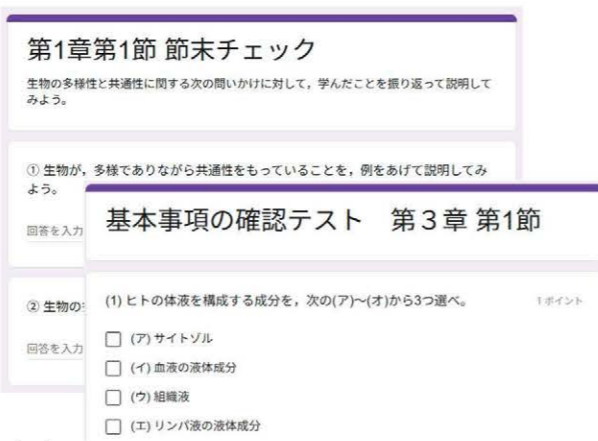 第1章第1節 節末チェック
生物の多様性と共通性に関する次の問いかけに対して，学んだことを振り返って説明して
みよう。
① 生物が，多様でありながら共通性をもっていることを，例をあげて説明してみ
よう。
回答を入力
② 生物の
回答を入力
基本事項の確認テスト　第３章 第1節
(1) ヒトの体液を構成する成分を，次の(ア)～(オ)から3つ選べ。
1 ポイント
(ア) サイトゾル
(イ) 血液の液体成分
(ウ) 組織液
(エ) リンパ液の液体成分